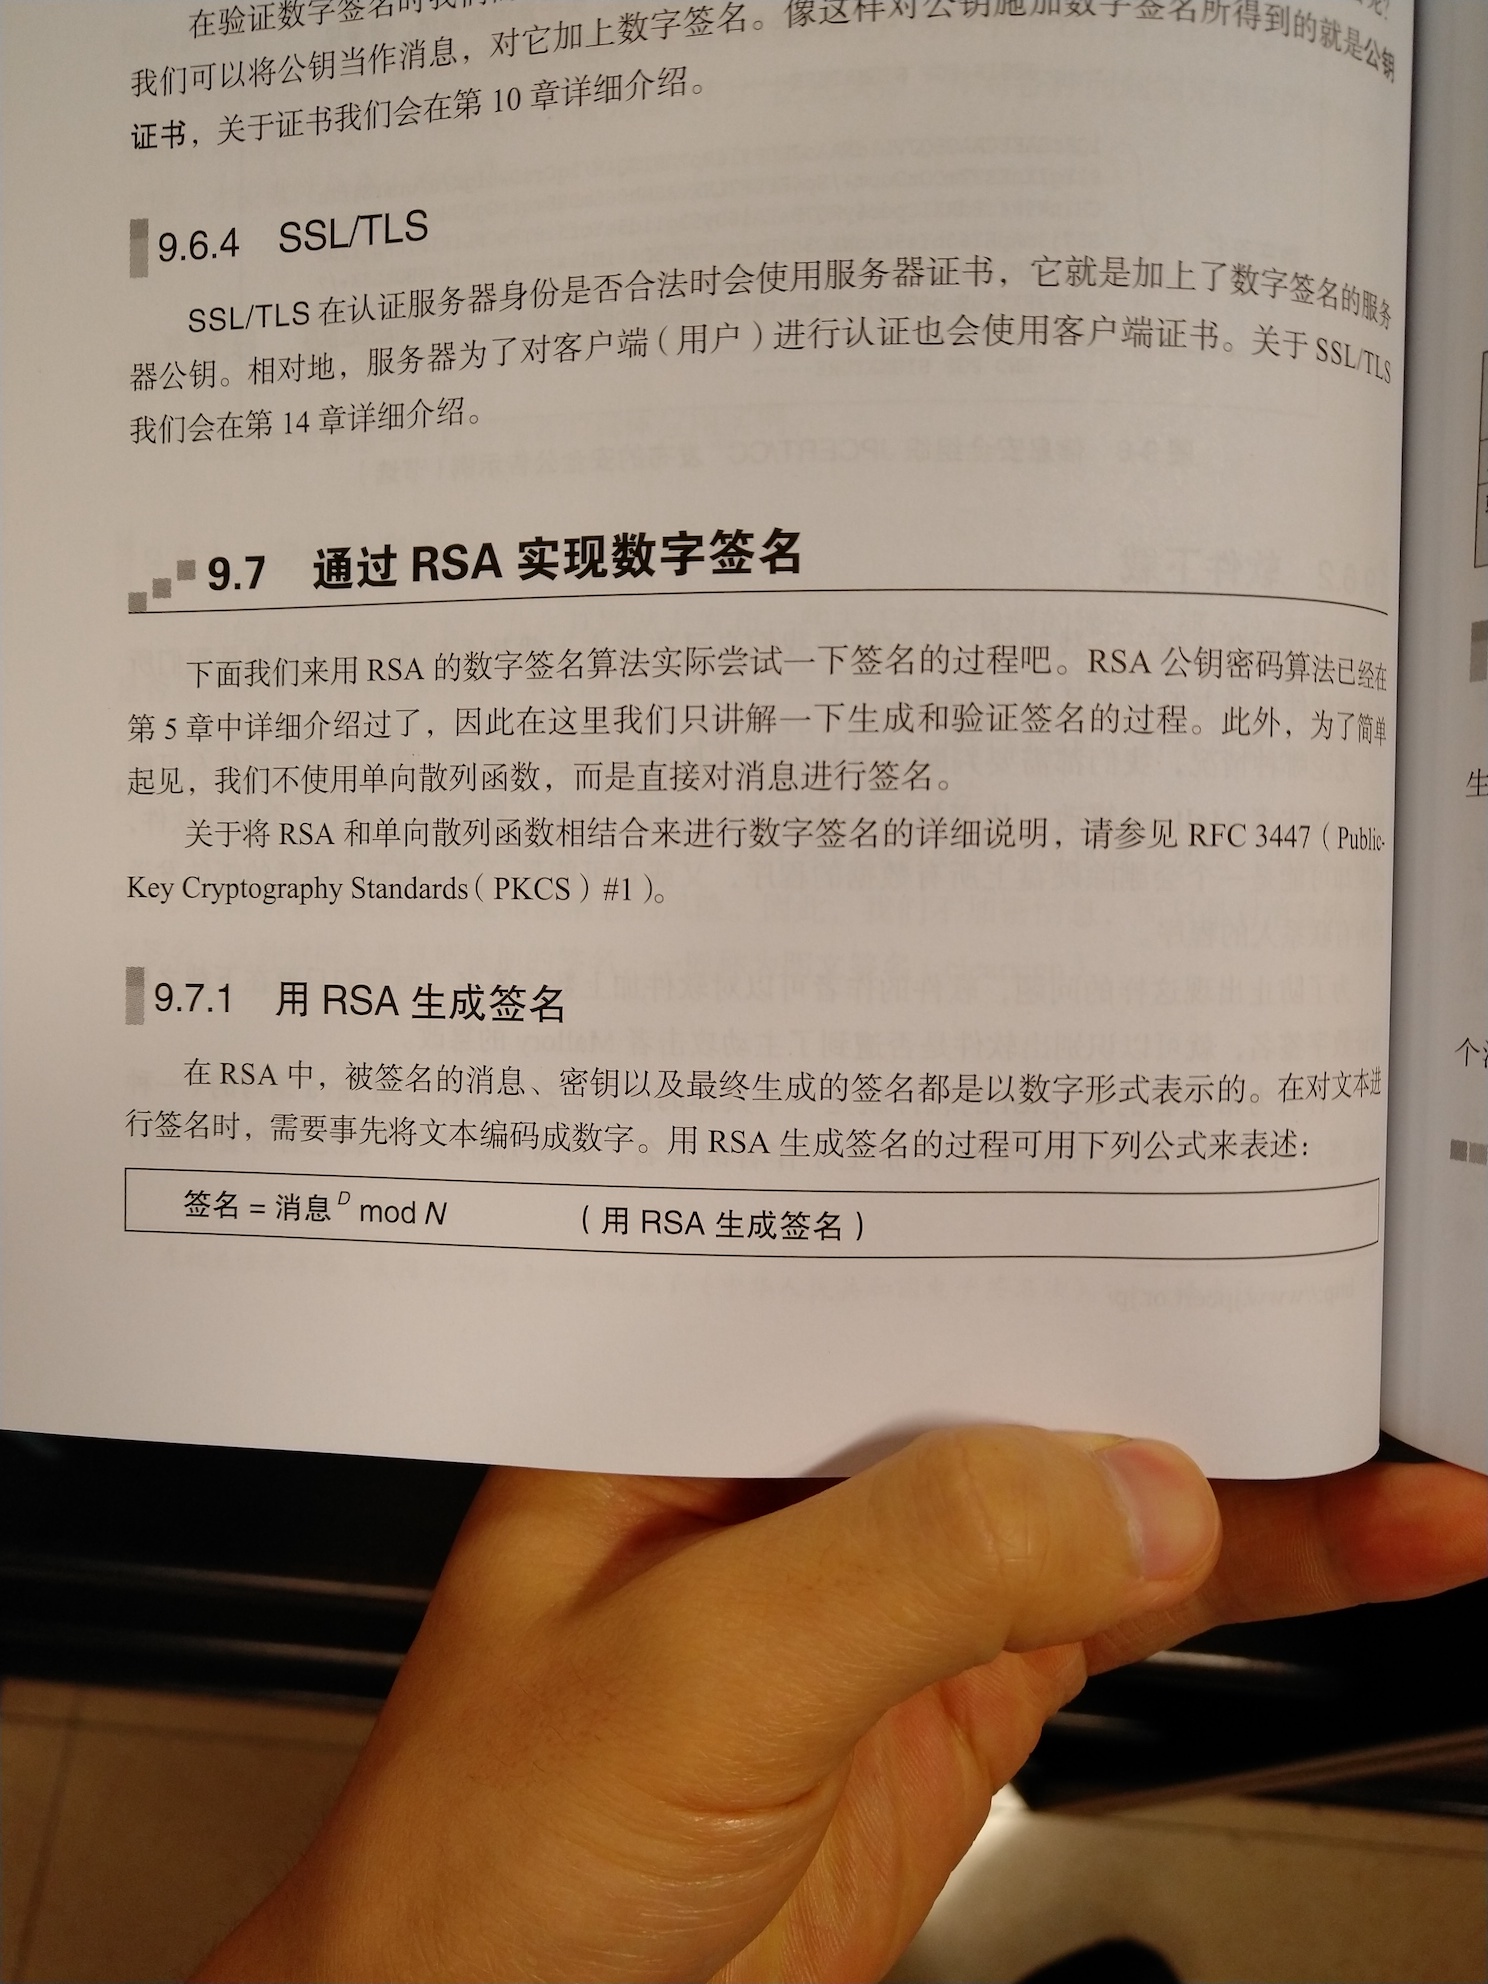 在验证数字签名时我们
我们可以将公钥当作消息，对它加上数字签名。像这样对公钥施加数字签名所得到的就是公钥
证书，关于证书我们会在第 10 章详细介绍。
9.6.4 SSL/TLS
SSL/TLS 在认证服务器身份是否合法时会使用服务器证书，它就是加上了数字签名的服务
器公钥。相对地，服务器为了对客户端（用户）进行认证也会使用客户端证书。关于 SSL/TLS
我们会在第 14 章详细介绍。
9.7 通过 RSA 实现数字签名
下面我们来用 RSA 的数字签名算法实际尝试一下签名的过程吧。RSA 公钥密码算法已经在
第 5 章中详细介绍过了，因此在这里我们只讲解一下生成和验证签名的过程。此外，为了简单
起见，我们不使用单向散列函数，而是直接对消息进行签名。
关于将 RSA 和单向散列函数相结合来进行数字签名的详细说明，请参见 RFC 3447（Public-
Key Cryptography Standards（PKCS）#1）。
9.7.1 用 RSA 生成签名
在 RSA 中，被签名的消息、密钥以及最终生成的签名都是以数字形式表示的。在对文本进
行签名时，需要事先将文本编码成数字。用 RSA 生成签名的过程可用下列公式来表述：
签名 = 消息^D mod N （用 RSA 生成签名）
生
个